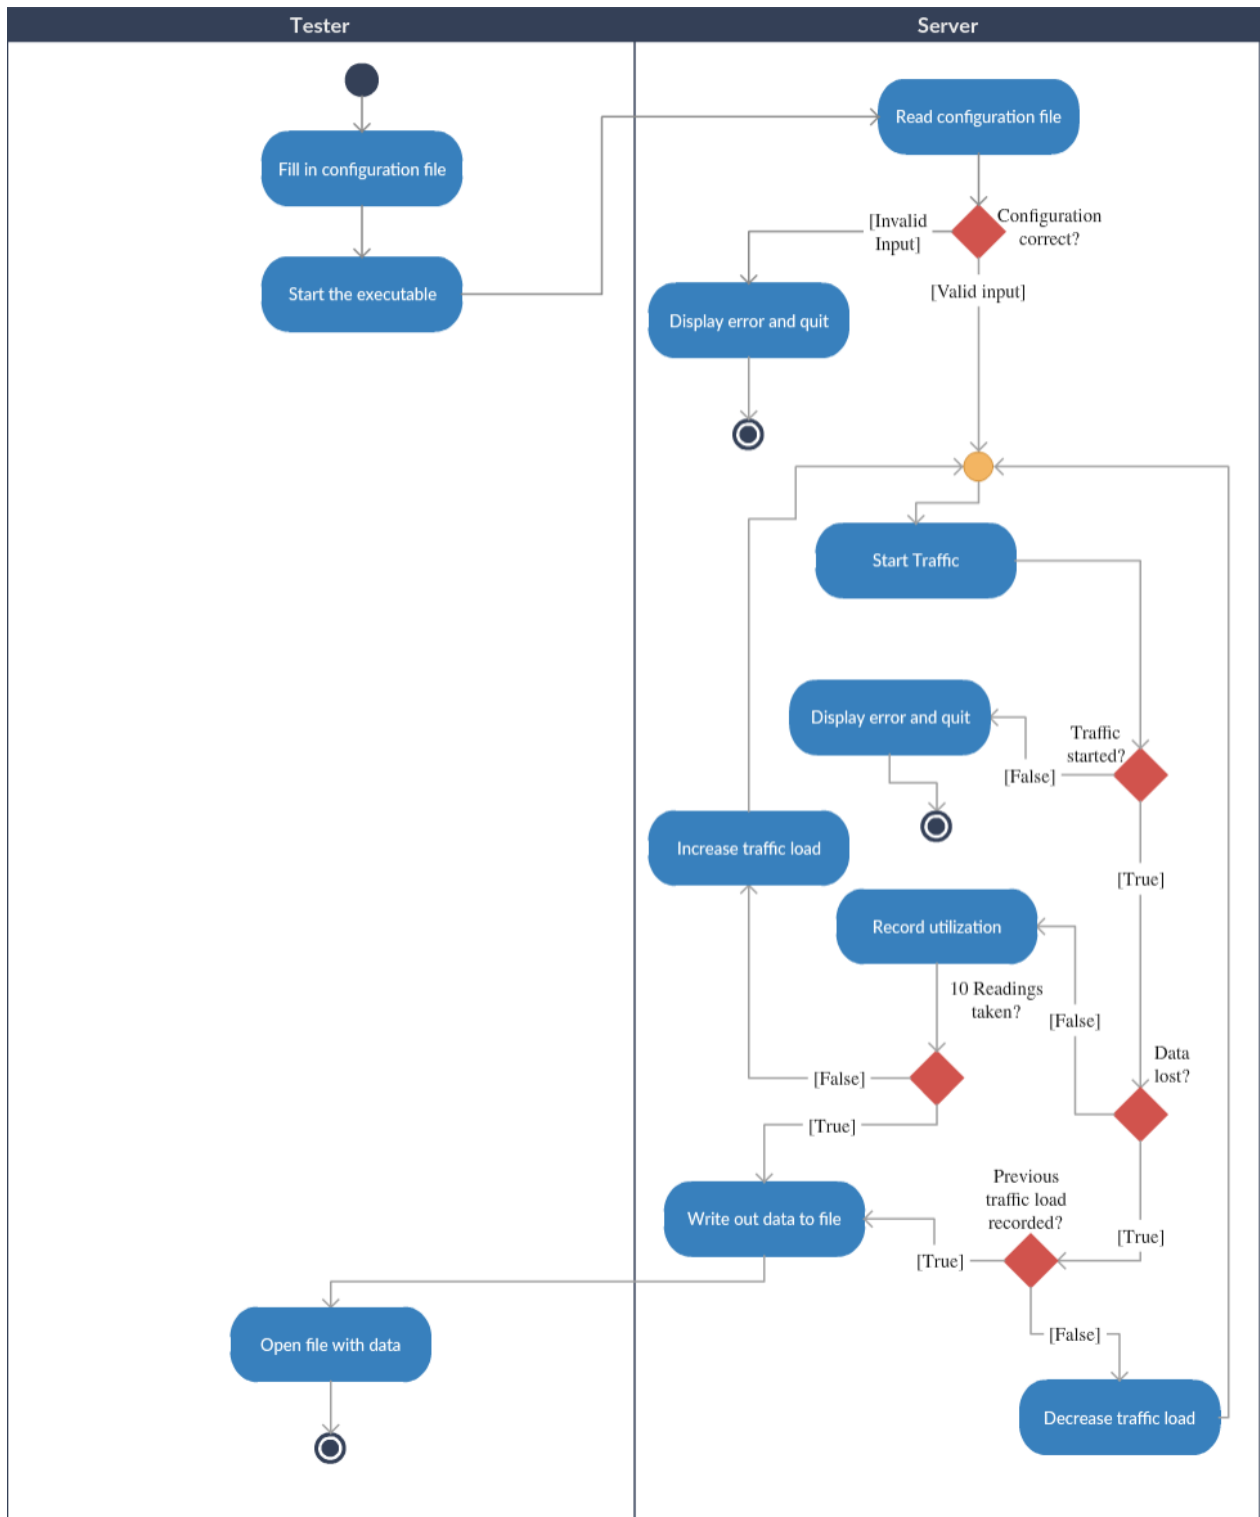 Tester
Server
Read configuration file
Fill in configuration file
[Invalid
Input]
Configuration
correct?
Start the executable
[Valid input]
Display error and quit
Start Traffic
Display error and quit
Traffic
started?
[False]
Increase traffic load
[True]
Record utilization
10 Readings
taken?
[False]
Data
lost?
[False]
[True]
Previous
traffic load
recorded?
Write out data to file
[True]
[True]
[False]
Open file with data
Decrease traffic load